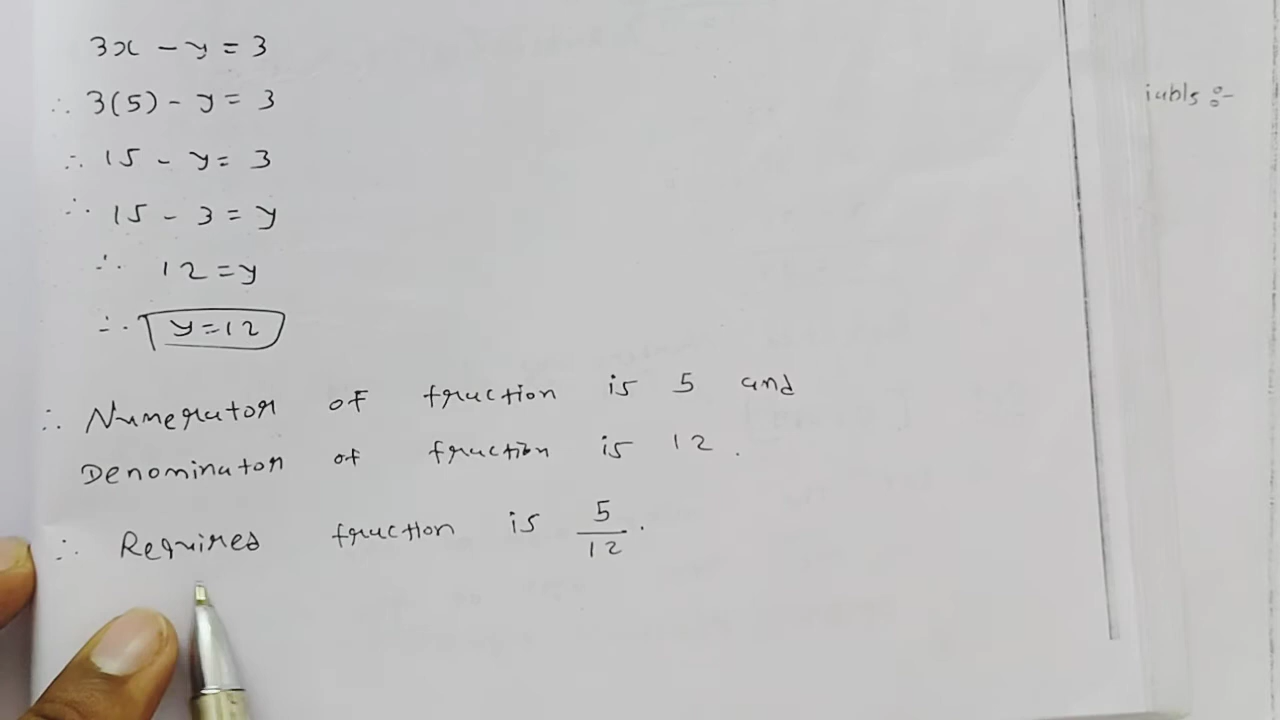 3x - y = 3
∴ 3(5) - y = 3
∴ 15 - y = 3
∴ 15 - 3 = y
∴ 12 = y
∴ y = 12
∴ Numerator of fraction is 5 and
Denominator of fraction is 12.
∴ Required fraction is 5/12.